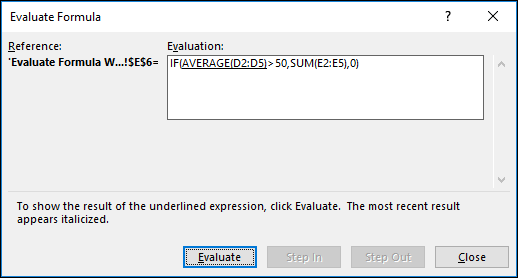 Evaluate Formula
Reference:
Evaluation:
'Evaluate Formula W...!$E$6=
IF(AVERAGE(D2:D5)>50,SUM(E2:E5),0)
To show the result of the underlined expression, click Evaluate.  The most recent result
appears italicized.
Evaluate
Step In
Step Out
Close